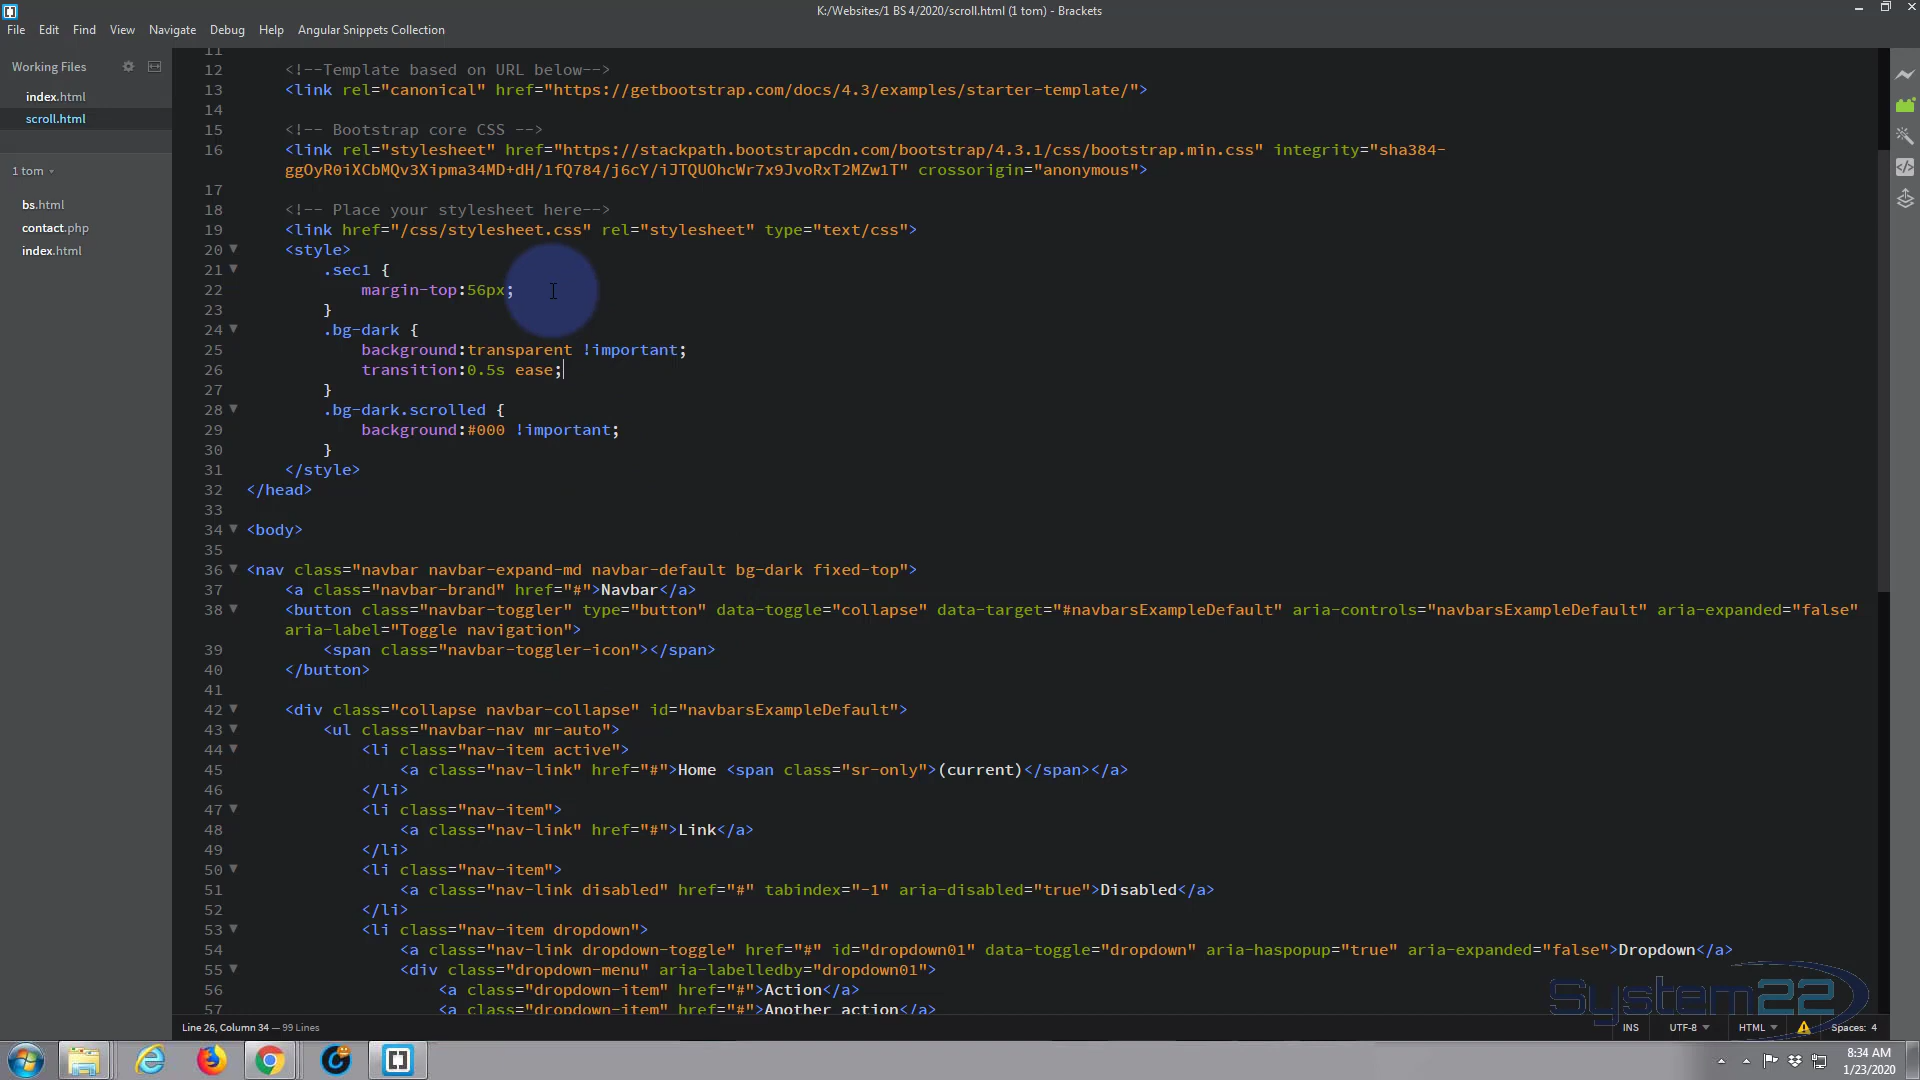 K:/Websites/1 BS 4/2020/scroll.html (1 tom) - Brackets
File Edit Find View Navigate Debug Help Angular Snippets Collection
Working Files
index.html
scroll.html
1 tom
bs.html
contact.php
index.html
11
12 <!--Template based on URL below-->
13 <link rel="canonical" href="https://getbootstrap.com/docs/4.3/examples/starter-template/">
14
15 <!-- Bootstrap core CSS -->
16 <link rel="stylesheet" href="https://stackpath.bootstrapcdn.com/bootstrap/4.3.1/css/bootstrap.min.css" integrity="sha384-
ggOyR0iXCbMQv3Xipma34MD+dH/1fQ784/j6cY/iJTQUOhcWr7x9JvoRxT2MZw1T" crossorigin="anonymous">
17
18 <!-- Place your stylesheet here-->
19 <link href="/css/stylesheet.css" rel="stylesheet" type="text/css">
20 <style>
21 .sec1 {
22 margin-top:56px;
23 }
24 .bg-dark {
25 background:transparent !important;
26 transition:0.5s ease;
27 }
28 .bg-dark.scrolled {
29 background:#000 !important;
30 }
31 </style>
32 </head>
33
34 <body>
35
36 <nav class="navbar navbar-expand-md navbar-default bg-dark fixed-top">
37 <a class="navbar-brand" href="#">Navbar</a>
38 <button class="navbar-toggler" type="button" data-toggle="collapse" data-target="#navbarsExampleDefault" aria-controls="navbarsExampleDefault" aria-expanded="false"
aria-label="Toggle navigation">
39 <span class="navbar-toggler-icon"></span>
40 </button>
41
42 <div class="collapse navbar-collapse" id="navbarsExampleDefault">
43 <ul class="navbar-nav mr-auto">
44 <li class="nav-item active">
45 <a class="nav-link" href="#">Home <span class="sr-only">(current)</span></a>
46 </li>
47 <li class="nav-item">
48 <a class="nav-link" href="#">Link</a>
49 </li>
50 <li class="nav-item">
51 <a class="nav-link disabled" href="#" tabindex="-1" aria-disabled="true">Disabled</a>
52 </li>
53 <li class="nav-item dropdown">
54 <a class="nav-link dropdown-toggle" href="#" id="dropdown01" data-toggle="dropdown" aria-haspopup="true" aria-expanded="false">Dropdown</a>
55 <div class="dropdown-menu" aria-labelledby="dropdown01">
56 <a class="dropdown-item" href="#">Action</a>
57 <a class="dropdown-item" href="#">Another action</a>
System22
Line 26, Column 34 — 99 Lines
INS UTF-8 HTML Spaces: 4
8:34 AM
1/23/2020